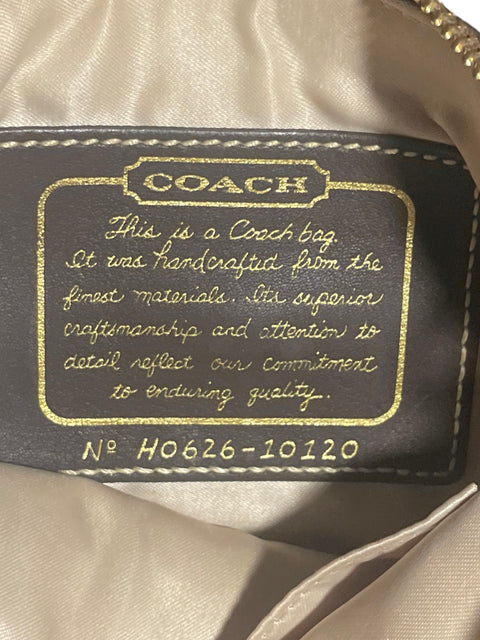 COACH
This is a Coach bag.
It was handcrafted from the
finest materials. Its superior
craftsmanship and attention to
detail reflect our commitment
to enduring quality.
Nº H0626-10120